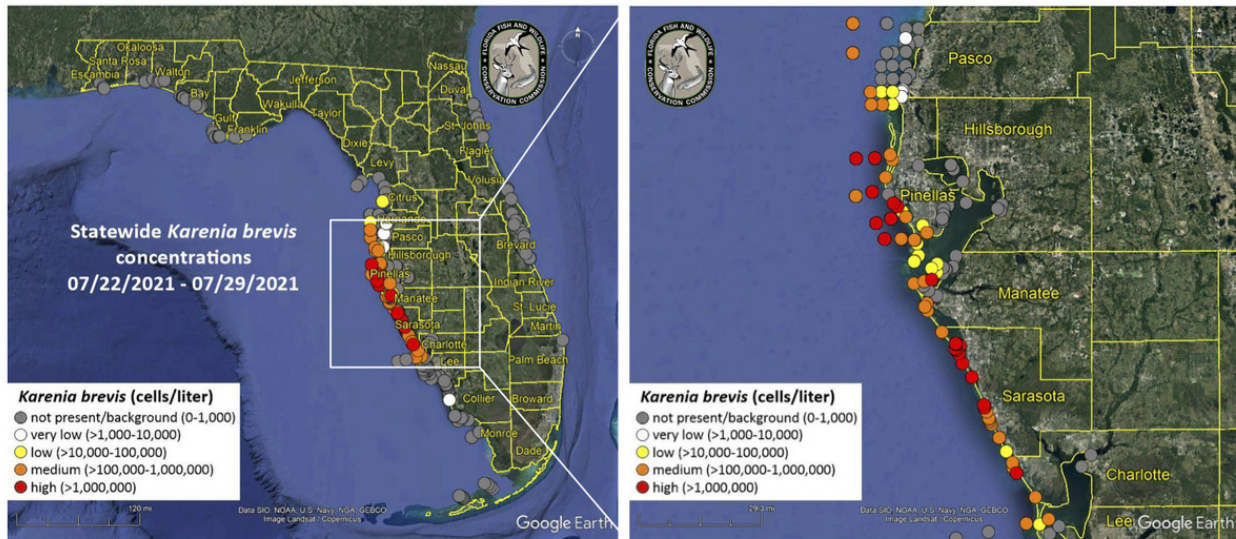 Okaloosa
Santa Rosa
Escambia
Walton
Bay
Gulf
Franklin
Jefferson
Wakulla
Taylor
Dixie
Levy
Nassau
Duval
St. Johns
Flagler
Volusia
Citrus
Hernando
Pasco
Hillsborough
Pinellas
Manatee
Sarasota
Charlotte
Lee
Collier
Monroe
Brevard
Indian River
St. Lucie
Martin
Palm Beach
Broward
Dade
FLORIDA FISH AND WILDLIFE
CONSERVATION COMMISSION
N
Statewide Karenia brevis
concentrations
07/22/2021 - 07/29/2021
Karenia brevis (cells/liter)
not present/background (0-1,000)
very low (>1,000-10,000)
low (>10,000-100,000)
medium (>100,000-1,000,000)
high (>1,000,000)
120 mi
Data SIO, NOAA, U.S. Navy, NGA, GEBCO
Image Landsat / Copernicus
Google Earth
FLORIDA FISH AND WILDLIFE
CONSERVATION COMMISSION
Pasco
Hillsborough
Pinellas
Manatee
Sarasota
Charlotte
Lee
Karenia brevis (cells/liter)
not present/background (0-1,000)
very low (>1,000-10,000)
low (>10,000-100,000)
medium (>100,000-1,000,000)
high (>1,000,000)
29.3 mi
Data SIO, NOAA, U.S. Navy, NGA, GEBCO
Image Landsat / Copernicus
Google Earth